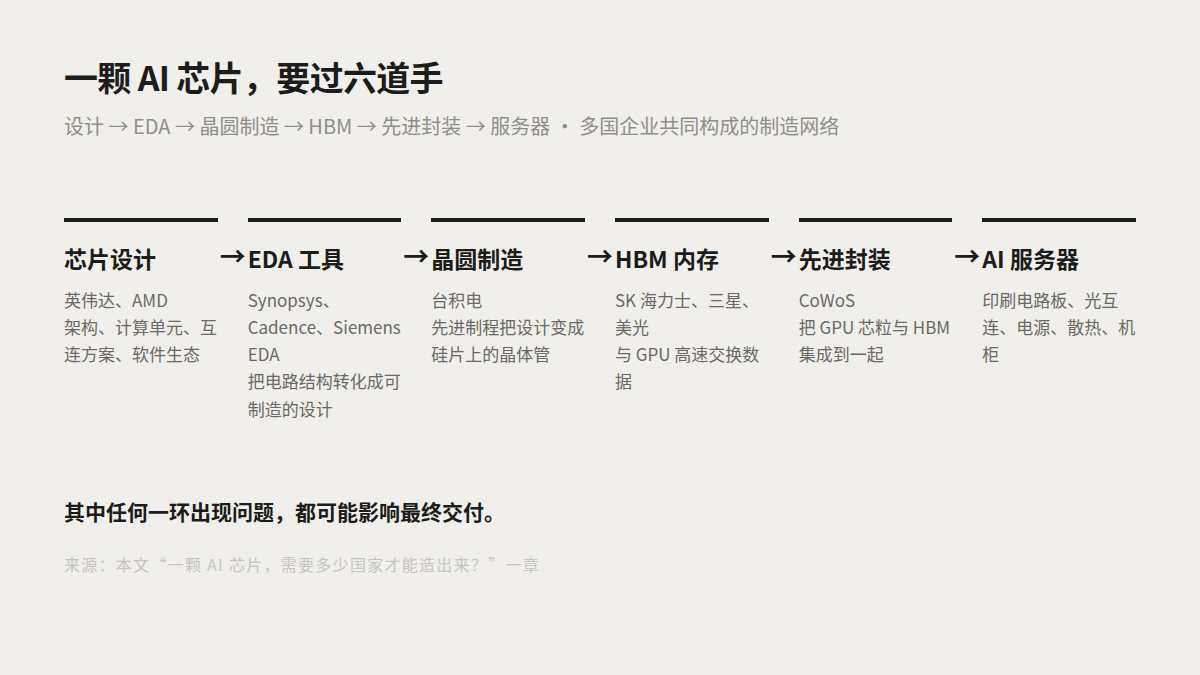 一颗 AI 芯片，要过六道手
设计 → EDA → 晶圆制造 → HBM → 先进封装 → 服务器 · 多国企业共同构成的制造网络
芯片设计
英伟达、AMD
架构、计算单元、互
连方案、软件生态
→
EDA 工具
Synopsys、
Cadence、Siemens
EDA
把电路结构转化成可
制造的设计
→
晶圆制造
台积电
先进制程把设计变成
硅片上的晶体管
→
HBM 内存
SK 海力士、三星、
美光
与 GPU 高速交换数
据
→
先进封装
CoWoS
把 GPU 芯粒与 HBM
集成到一起
→
AI 服务器
印刷电路板、光互
连、电源、散热、机
柜
其中任何一环出现问题，都可能影响最终交付。
来源：本文“一颗 AI 芯片，需要多少国家才能造出来？”一章